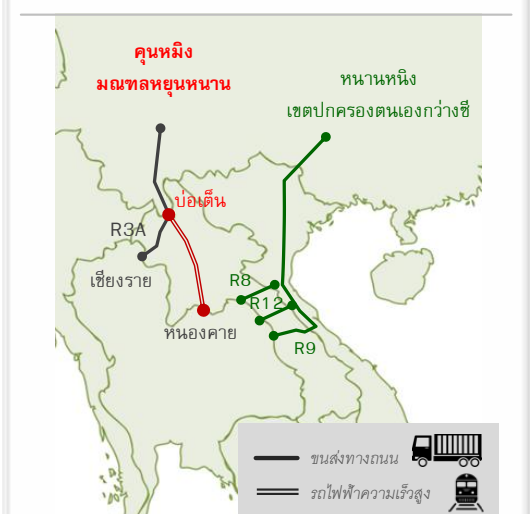 คุนหมิง
มณฑลหยุนหนาน
หนานหนิง
เขตปกครองตนเองกว่างซี
บ่อเต็น
R3A
เชียงราย
R8
R12
หนองคาย
R9
ขนส่งทางถนน
รถไฟฟ้าความเร็วสูง